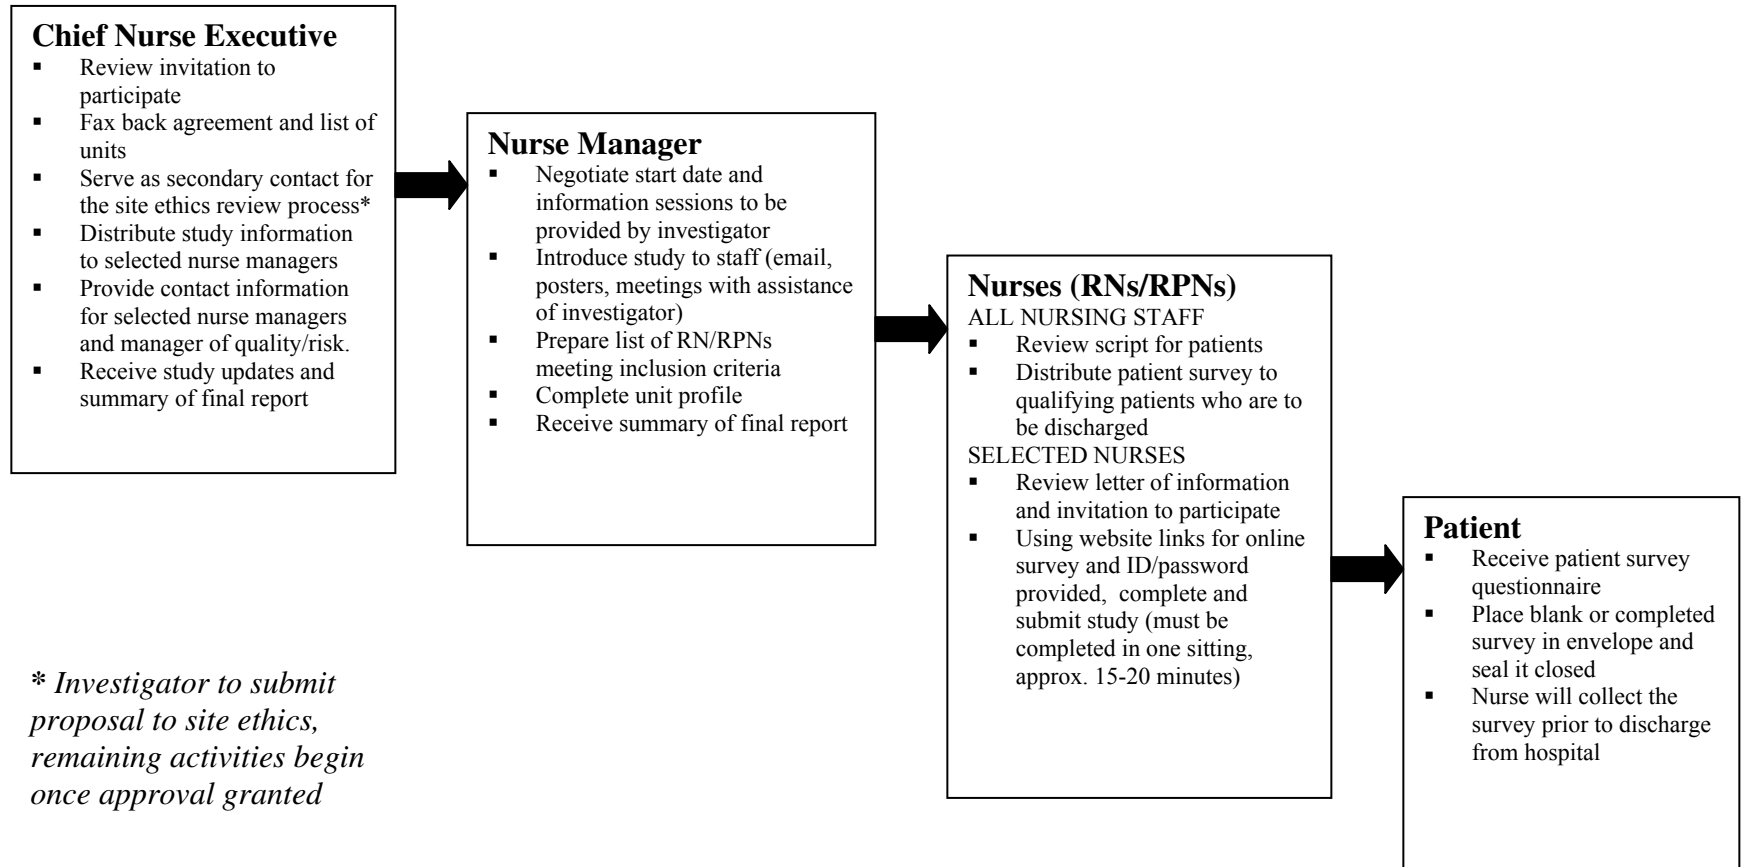 Chief Nurse Executive
▪ Review invitation to
participate
▪ Fax back agreement and list of
units
▪ Serve as secondary contact for
the site ethics review process*
▪ Distribute study information
to selected nurse managers
▪ Provide contact information
for selected nurse managers
and manager of quality/risk.
▪ Receive study updates and
summary of final report
Nurse Manager
▪ Negotiate start date and
information sessions to be
provided by investigator
▪ Introduce study to staff (email,
posters, meetings with assistance
of investigator)
▪ Prepare list of RN/RPNs
meeting inclusion criteria
▪ Complete unit profile
▪ Receive summary of final report
Nurses (RNs/RPNs)
ALL NURSING STAFF
▪ Review script for patients
▪ Distribute patient survey to
qualifying patients who are to
be discharged
SELECTED NURSES
▪ Review letter of information
and invitation to participate
▪ Using website links for online
survey and ID/password
provided, complete and
submit study (must be
completed in one sitting,
approx. 15-20 minutes)
Patient
▪ Receive patient survey
questionnaire
▪ Place blank or completed
survey in envelope and
seal it closed
▪ Nurse will collect the
survey prior to discharge
from hospital
* Investigator to submit
proposal to site ethics,
remaining activities begin
once approval granted